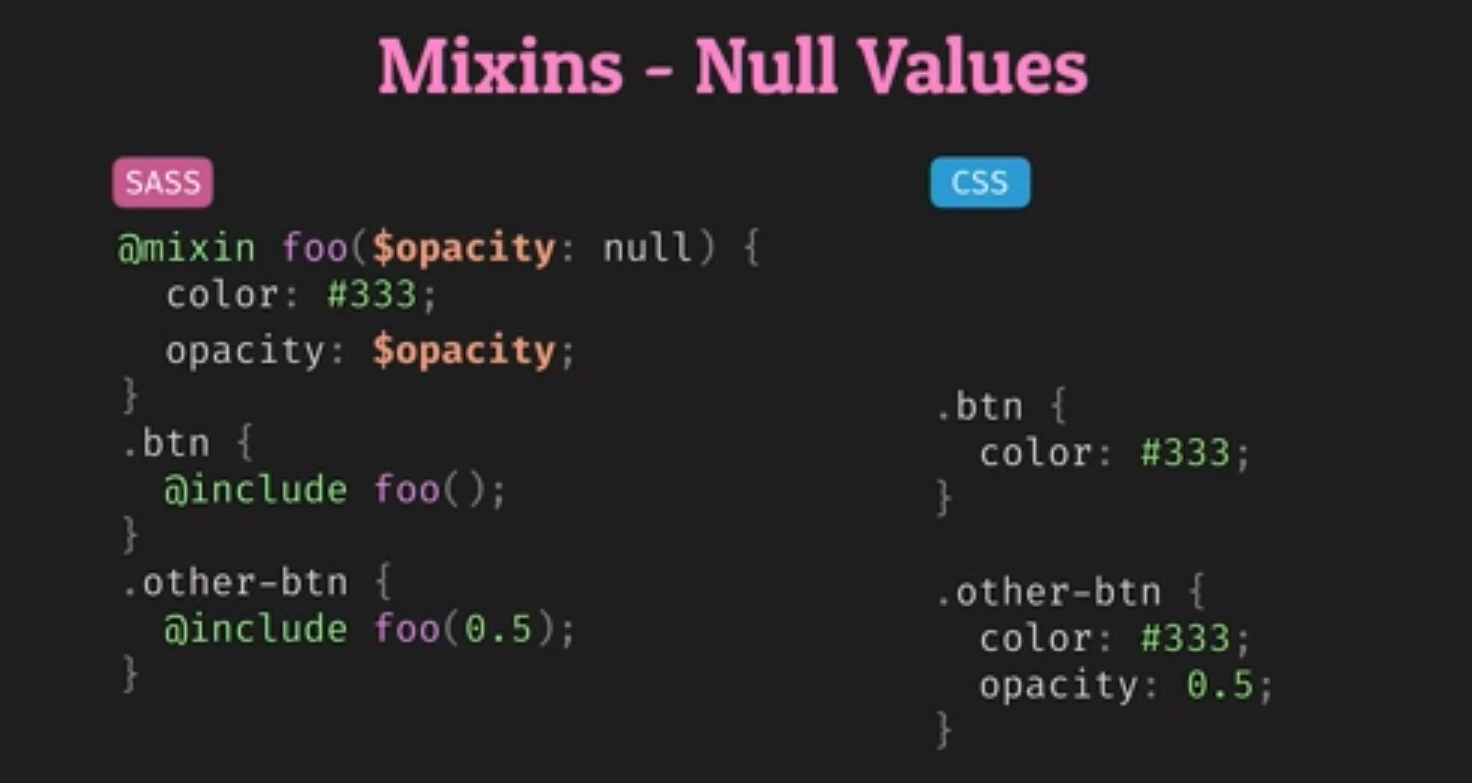 Mixins - Null Values
SASS
@mixin foo($opacity: null) {
  color: #333;
  opacity: $opacity;
}
.btn {
  @include foo();
}
.other-btn {
  @include foo(0.5);
}
CSS
.btn {
  color: #333;
}
.other-btn {
  color: #333;
  opacity: 0.5;
}